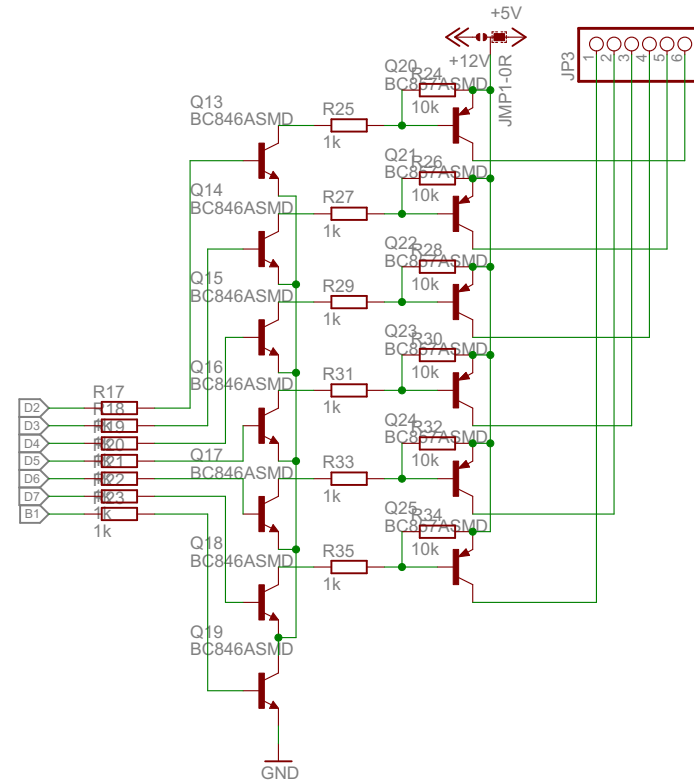 +5V
+12V
JMP1-0R
JP3
1
2
3
4
5
6
Q13
BC846ASMD
R25
1k
Q20
BC857ASMD
R24
10k
Q14
BC846ASMD
R27
1k
Q21
BC857ASMD
R26
10k
Q15
BC846ASMD
R29
1k
Q22
BC857ASMD
R28
10k
Q16
BC846ASMD
R31
1k
Q23
BC857ASMD
R30
10k
Q17
BC846ASMD
R33
1k
Q24
BC857ASMD
R32
10k
Q18
BC846ASMD
R35
1k
Q25
BC857ASMD
R34
10k
Q19
BC846ASMD
D2
D3
D4
D5
D6
D7
B1
R17
R18
R19
R20
R21
R22
R23
1k
1k
GND